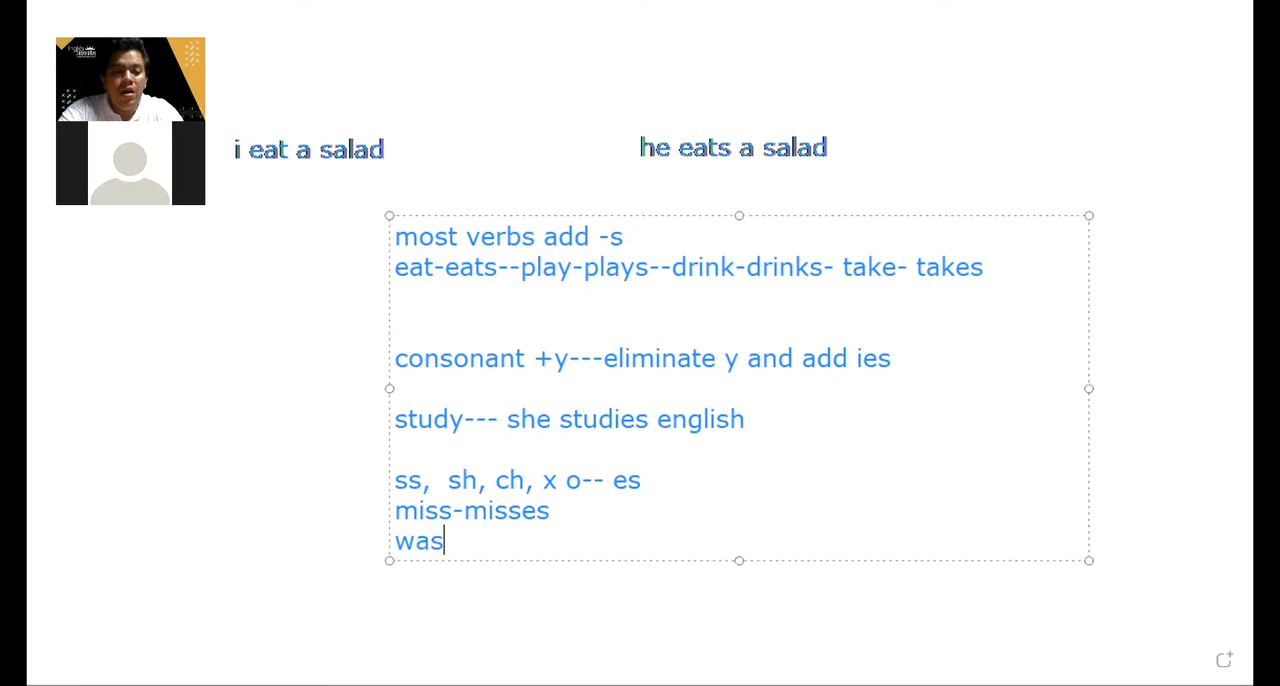 Inglés
i eat a salad
he eats a salad
most verbs add -s
eat-eats--play-plays--drink-drinks- take- takes
consonant +y---eliminate y and add ies
study--- she studies english
ss,  sh, ch, x o-- es
miss-misses
was